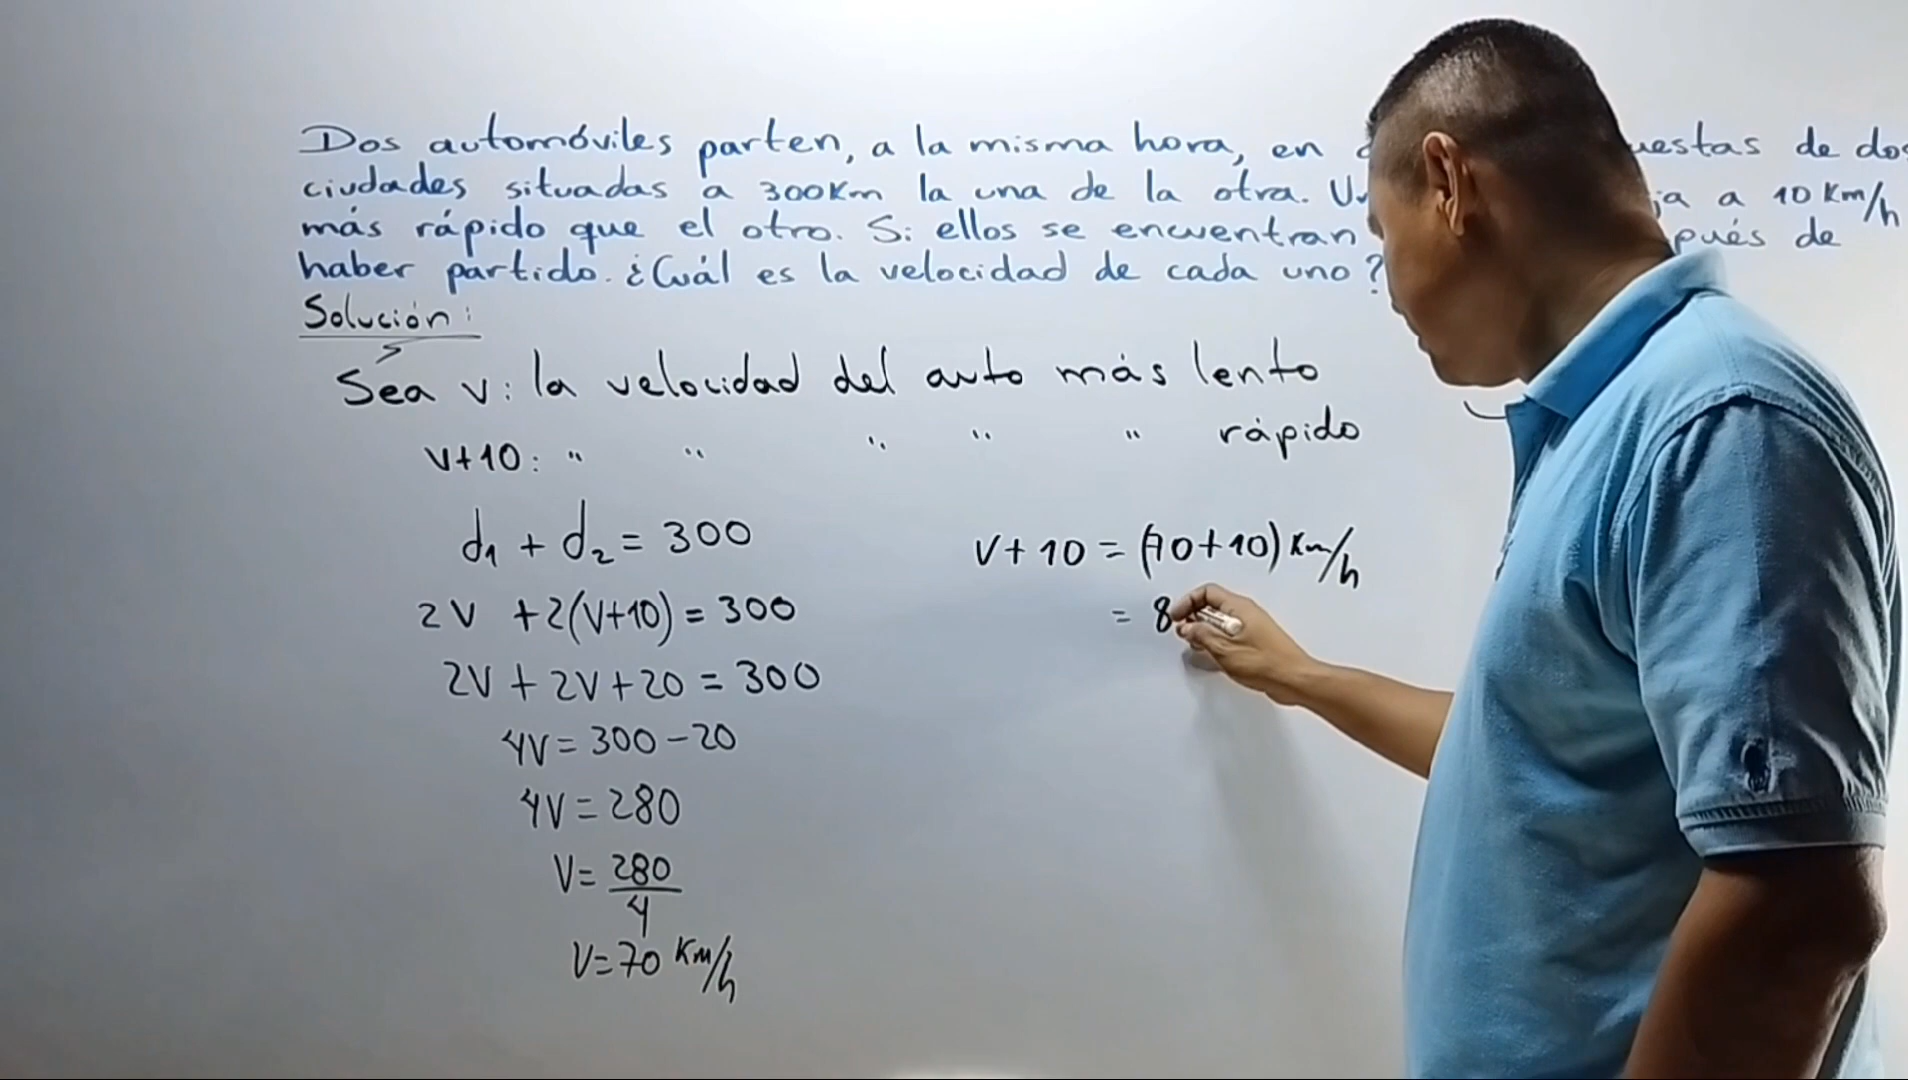 Dos automóviles parten, a la misma hora, en uestas de dos
ciudades situadas a 300Km la una de la otra. a 10 Km/h
más rápido que el otro. Si ellos se encuentran pués de
haber partido. ¿Cuál es la velocidad de cada uno?
Solución:
Sea v: la velocidad del auto más lento
v+10: " " " " " rápido
d1 + d2 = 300
2V + 2(V+10) = 300
2V + 2V + 20 = 300
4V = 300 - 20
4V = 280
V = 280/4
V = 70 Km/h
V + 10 = (70+10) Km/h
= 8